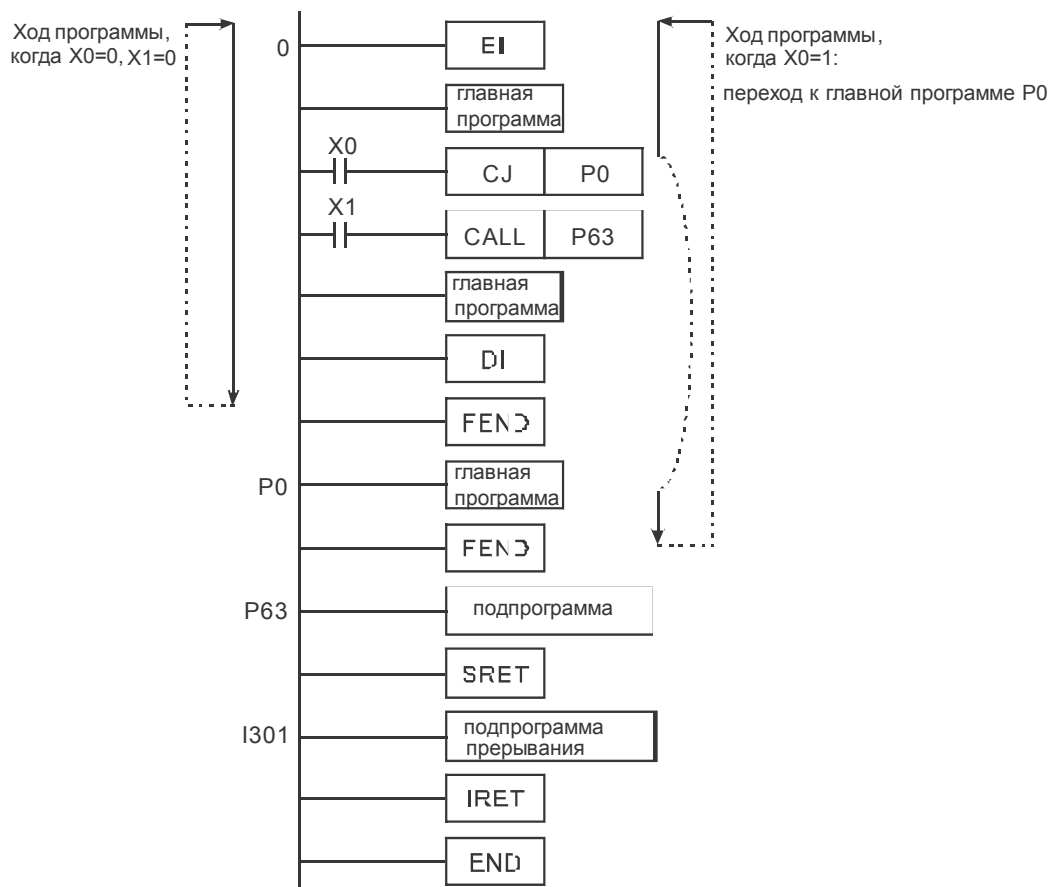 Ход программы,
когда X0=0, X1=0
0
EI
Ход программы,
когда X0=1:
переход к главной программе P0
главная
программа
X0
CJ P0
X1
CALL P63
главная
программа
DI
FEND
P0
главная
программа
FEND
P63
подпрограмма
SRET
I301
подпрограмма
прерывания
IRET
END